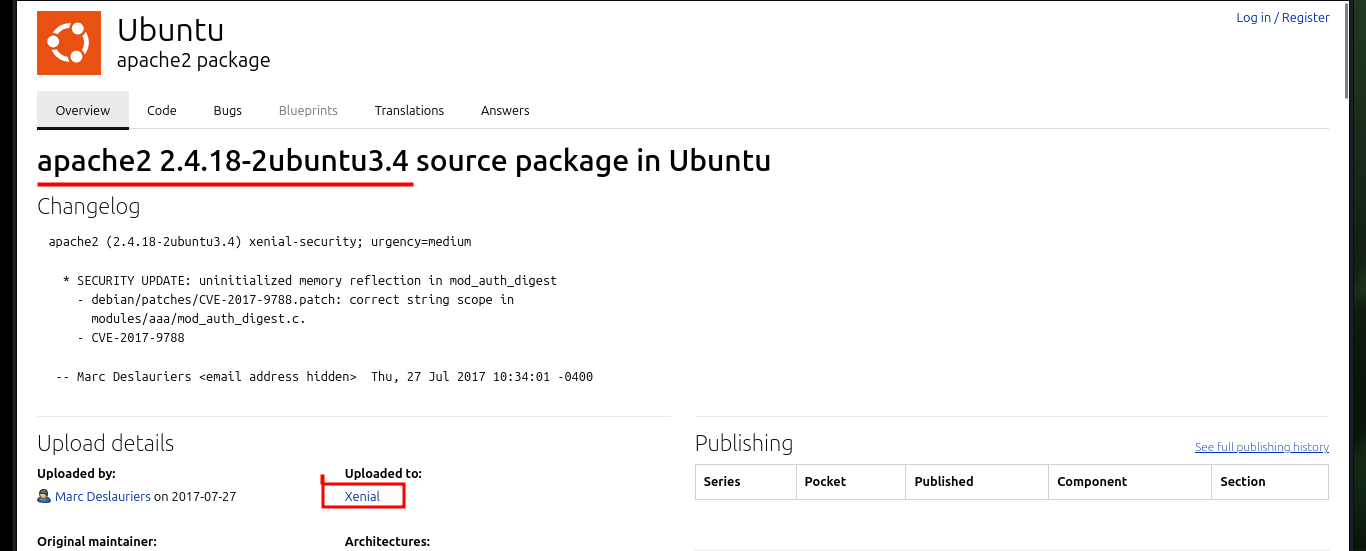 Ubuntu
Log in / Register
apache2 package
Overview Code Bugs Blueprints Translations Answers
apache2 2.4.18-2ubuntu3.4 source package in Ubuntu
Changelog
apache2 (2.4.18-2ubuntu3.4) xenial-security; urgency=medium
* SECURITY UPDATE: uninitialized memory reflection in mod_auth_digest
- debian/patches/CVE-2017-9788.patch: correct string scope in
modules/aaa/mod_auth_digest.c.
- CVE-2017-9788
-- Marc Deslauriers <email address hidden>  Thu, 27 Jul 2017 10:34:01 -0400
Upload details
Uploaded by:
Marc Deslauriers on 2017-07-27
Uploaded to:
Xenial
Original maintainer:
Architectures:
Publishing
See full publishing history
Series Pocket Published Component Section